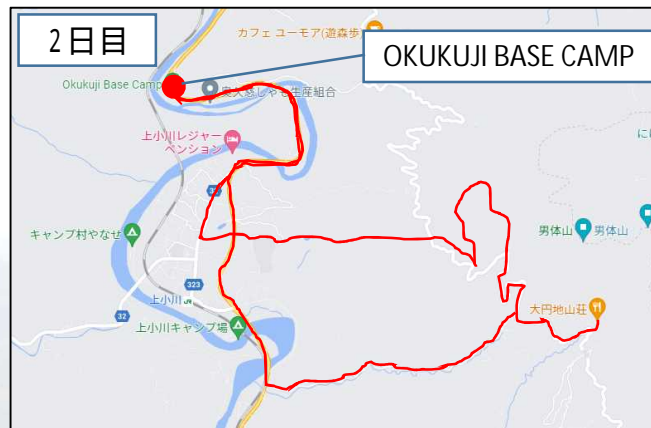 2日目
カフェ ユーモア(遊森歩)
OKUKUJI BASE CAMP
Okukuji Base Camp
奥久慈しゃも生産組合
上小川レジャー
ペンション
キャンプ村やなせ
男体山
男体山
323
上小川
大円地山荘
32
上小川キャンプ場